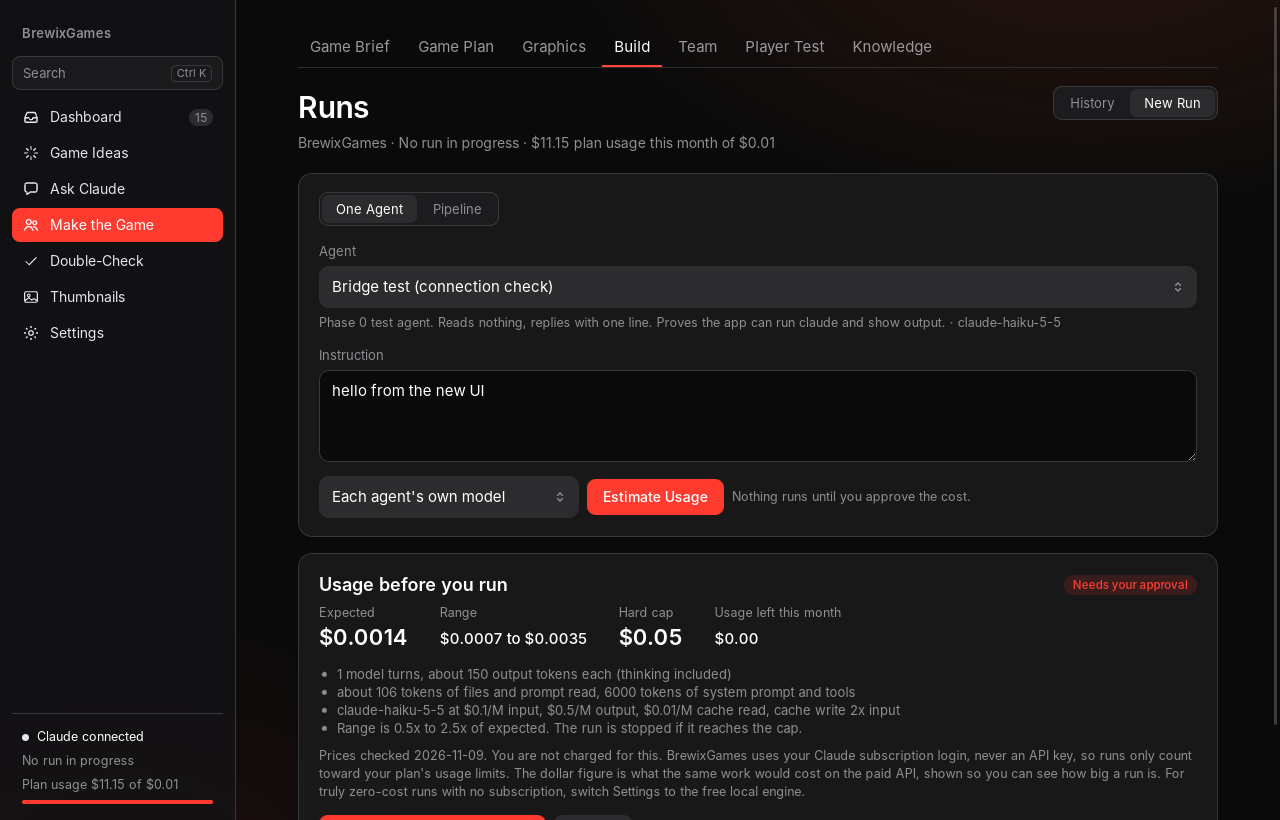 BrewixGames
Search
Ctrl K
Dashboard
15
Game Ideas
Ask Claude
Make the Game
Double-Check
Thumbnails
Settings
Claude connected
No run in progress
Plan usage $11.15 of $0.01
Game Brief
Game Plan
Graphics
Build
Team
Player Test
Knowledge
Runs
History
New Run
BrewixGames · No run in progress · $11.15 plan usage this month of $0.01
One Agent
Pipeline
Agent
Bridge test (connection check)
Phase 0 test agent. Reads nothing, replies with one line. Proves the app can run claude and show output. · claude-haiku-5-5
Instruction
hello from the new UI
Each agent's own model
Estimate Usage
Nothing runs until you approve the cost.
Usage before you run
Needs your approval
Expected
Range
Hard cap
Usage left this month
$0.0014
$0.0007 to $0.0035
$0.05
$0.00
1 model turns, about 150 output tokens each (thinking included)
about 106 tokens of files and prompt read, 6000 tokens of system prompt and tools
claude-haiku-5-5 at $0.1/M input, $0.5/M output, $0.01/M cache read, cache write 2x input
Range is 0.5x to 2.5x of expected. The run is stopped if it reaches the cap.
Prices checked 2026-11-09. You are not charged for this. BrewixGames uses your Claude subscription login, never an API key, so runs only count
toward your plan's usage limits. The dollar figure is what the same work would cost on the paid API, shown so you can see how big a run is. For
truly zero-cost runs with no subscription, switch Settings to the free local engine.